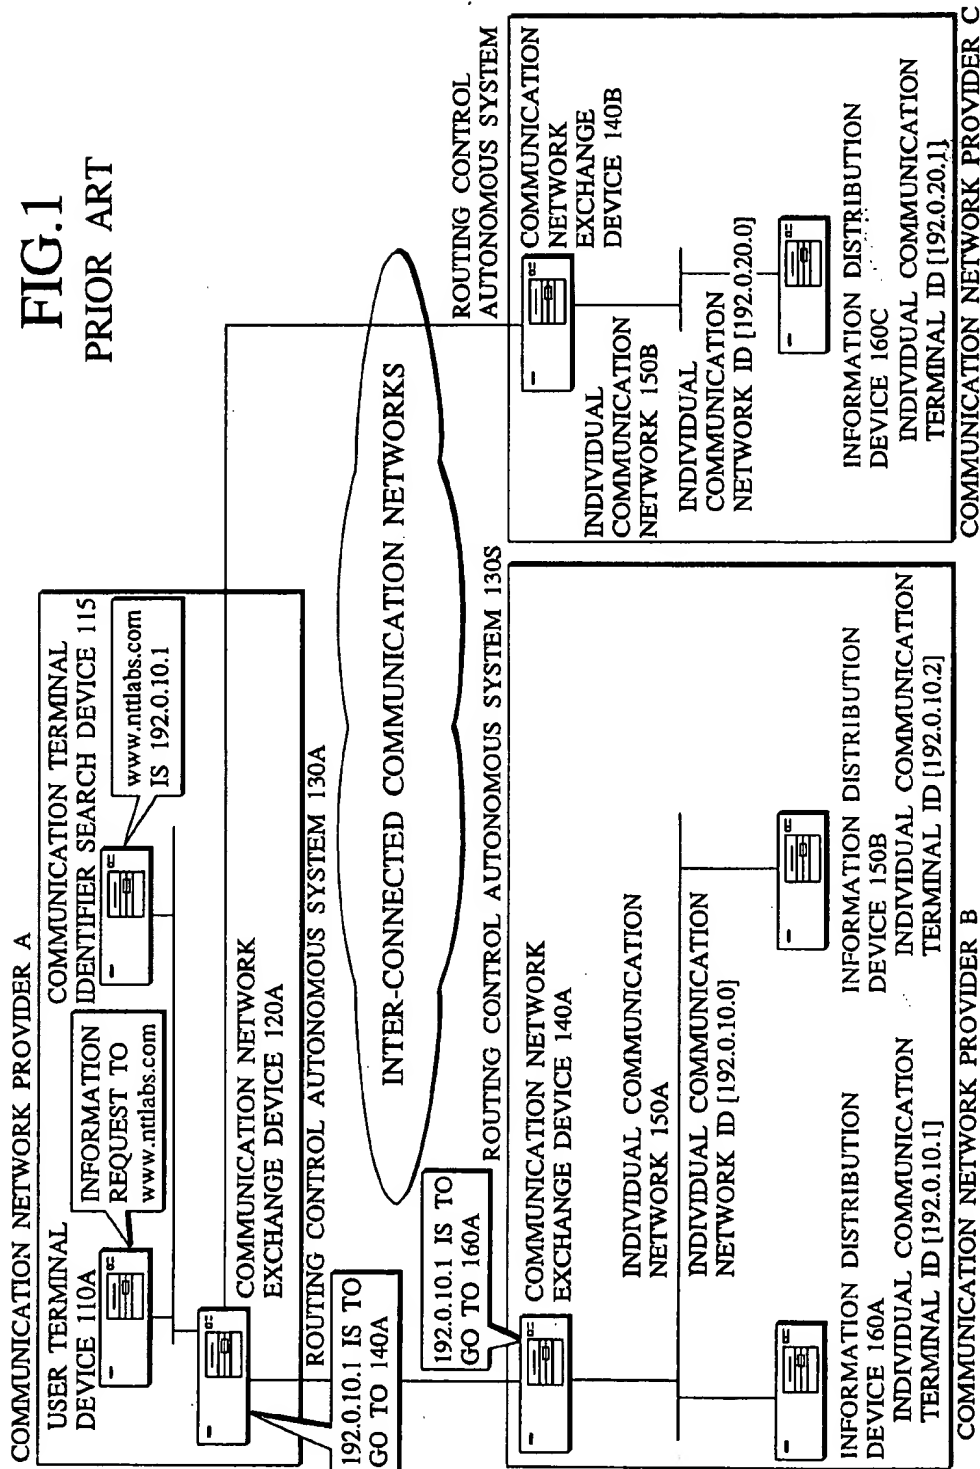 FIG.1
PRIOR ART
COMMUNICATION NETWORK PROVIDER A
USER TERMINAL
DEVICE 110A
INFORMATION
REQUEST TO
www.nttlabs.com
COMMUNICATION TERMINAL
IDENTIFIER SEARCH DEVICE 115
www.nttlabs.com
IS 192.0.10.1
COMMUNICATION NETWORK
EXCHANGE DEVICE 120A
ROUTING CONTROL AUTONOMOUS SYSTEM 130A
192.0.10.1 IS TO
GO TO 140A
INTER-CONNECTED COMMUNICATION NETWORKS
192.0.10.1 IS TO
GO TO 160A
ROUTING CONTROL AUTONOMOUS SYSTEM 130S
COMMUNICATION NETWORK
EXCHANGE DEVICE 140A
INDIVIDUAL COMMUNICATION
NETWORK 150A
INDIVIDUAL COMMUNICATION
NETWORK ID [192.0.10.0]
INFORMATION DISTRIBUTION
DEVICE 160A
INDIVIDUAL COMMUNICATION
TERMINAL ID [192.0.10.1]
INFORMATION DISTRIBUTION
DEVICE 150B
INDIVIDUAL COMMUNICATION
TERMINAL ID [192.0.10.2]
COMMUNICATION NETWORK PROVIDER B
ROUTING CONTROL
AUTONOMOUS SYSTEM
COMMUNICATION
NETWORK
EXCHANGE
DEVICE 140B
INDIVIDUAL
COMMUNICATION
NETWORK 150B
INDIVIDUAL
COMMUNICATION
NETWORK ID [192.0.20.0]
INFORMATION DISTRIBUTION
DEVICE 160C
INDIVIDUAL COMMUNICATION
TERMINAL ID [192.0.20.1]
COMMUNICATION NETWORK PROVIDER C